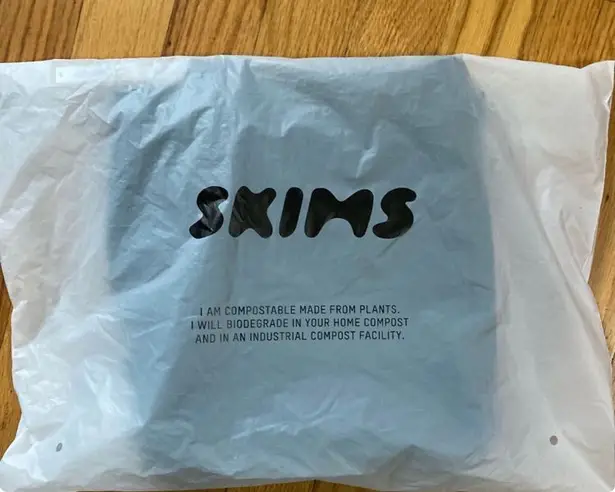 SKIMS
I AM COMPOSTABLE MADE FROM PLANTS.
I WILL BIODEGRADE IN YOUR HOME COMPOST
AND IN AN INDUSTRIAL COMPOST FACILITY.